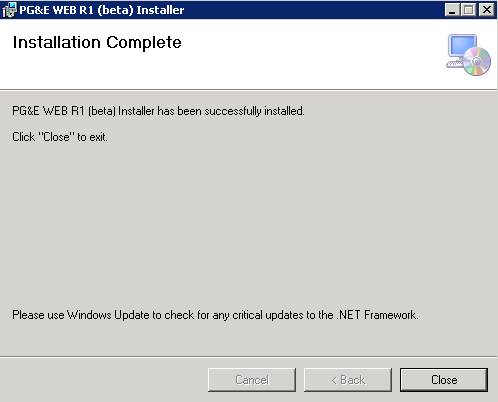 PG&E WEB R1 (beta) Installer
Installation Complete
PG&E WEB R1 (beta) Installer has been successfully installed.
Click "Close" to exit.
Please use Windows Update to check for any critical updates to the .NET Framework.
Cancel
< Back
Close